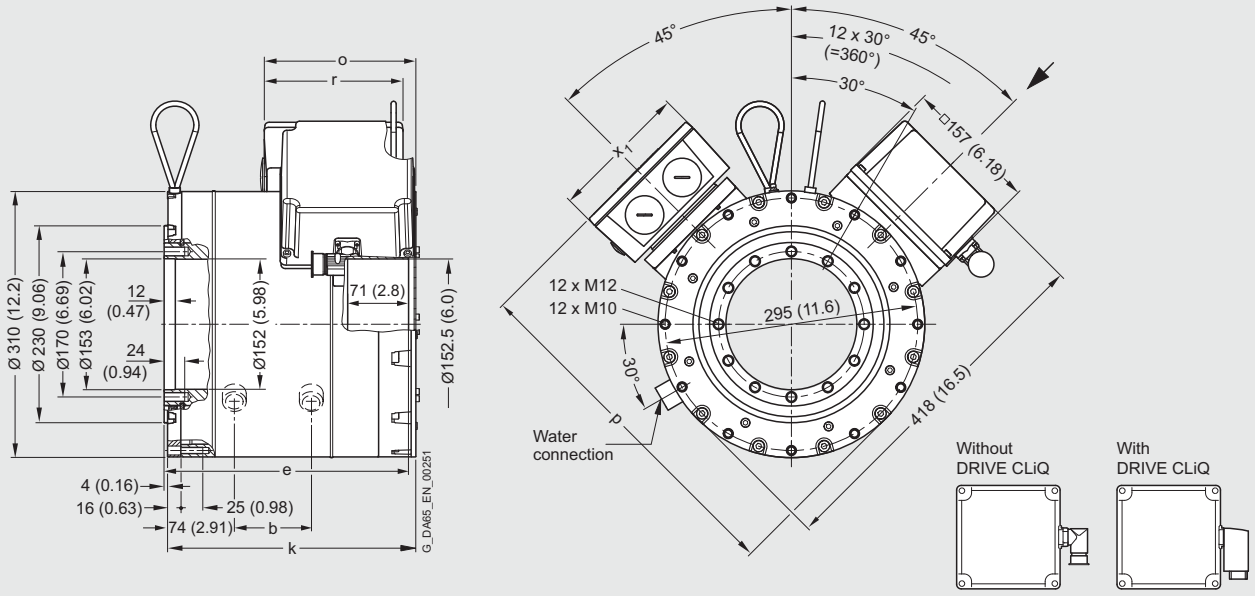 o
r
Ø 310 (12.2)
Ø 230 (9.06)
Ø170 (6.69)
Ø153 (6.02)
12
(0.47)
24
(0.94)
Ø152 (5.98)
71 (2.8)
Ø152.5 (6.0)
e
4 (0.16)
16 (0.63)
25 (0.98)
74 (2.91)
b
k
G_DA65_EN_00251
45°
12 x 30°
(=360°)
45°
30°
x1
□157 (6.18)
12 x M12
12 x M10
295 (11.6)
30°
Water
connection
p
418 (16.5)
Without
DRIVE CLiQ
With
DRIVE CLiQ